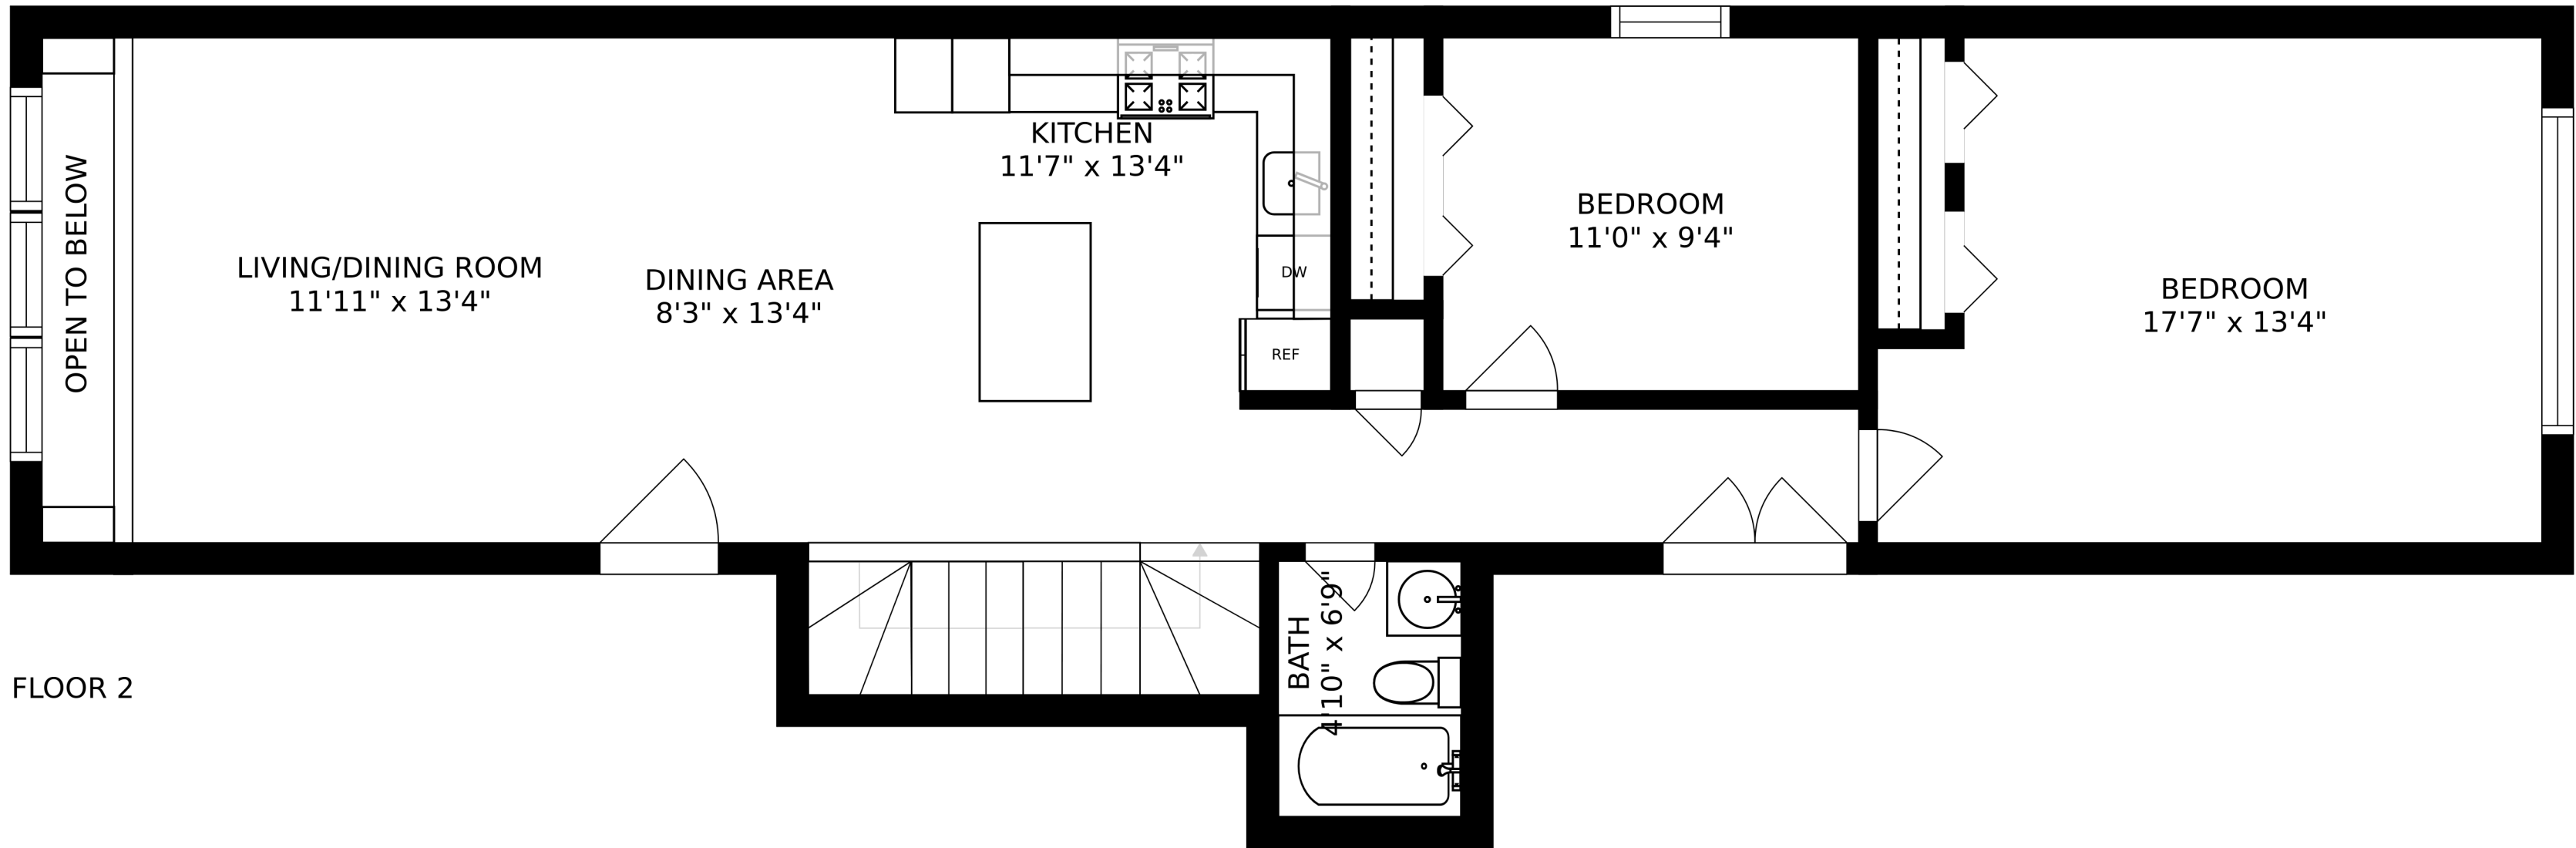 KITCHEN
11'7" x 13'4"
OPEN TO BELOW
LIVING/DINING ROOM
11'11" x 13'4"
DINING AREA
8'3" x 13'4"
DW
REF
BEDROOM
11'0" x 9'4"
BEDROOM
17'7" x 13'4"
BATH
4'10" x 6'9"
FLOOR 2